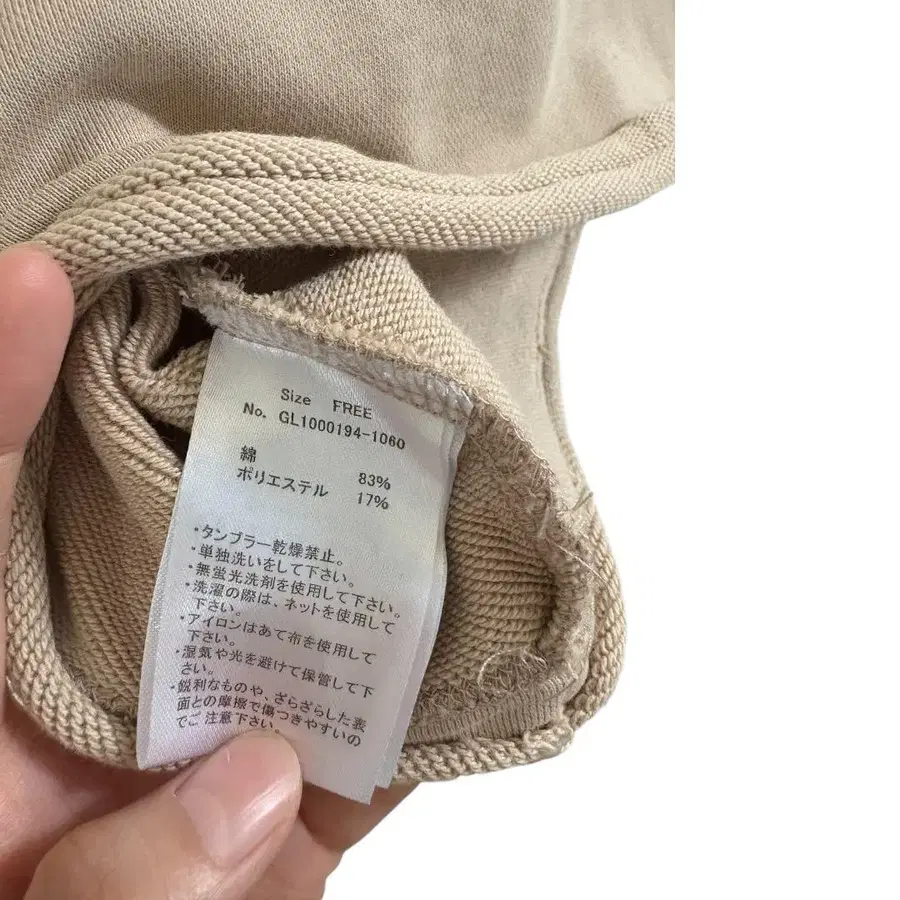 Size FREE
No. GL1000194-1060
綿 83%
ポリエステル 17%
・タンブラー乾燥禁止。
・単独洗いをして下さい。
・無蛍光洗剤を使用して下さい。
・洗濯の際は、ネットを使用して
下さい。
・アイロンはあて布を使用して
下さい。
・湿気や光を避けて保管して下
さい。
・鋭利なものや、ざらざらした表
面との摩擦で傷つきやすいの
でご注意下さい。